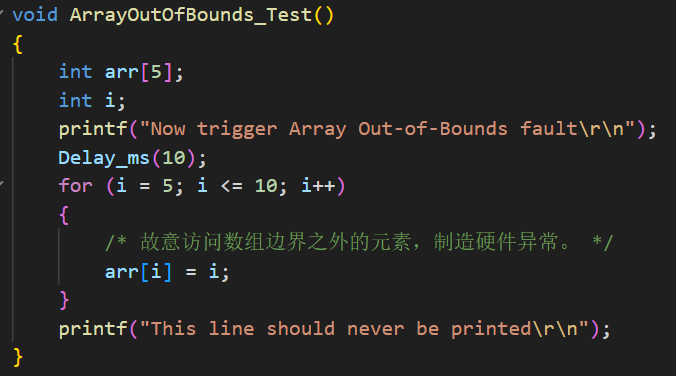 void ArrayOutOfBounds_Test()
{
    int arr[5];
    int i;
    printf("Now trigger Array Out-of-Bounds fault\r\n");
    Delay_ms(10);
    for (i = 5; i <= 10; i++)
    {
        /* 故意访问数组边界之外的元素，制造硬件异常。 */
        arr[i] = i;
    }
    printf("This line should never be printed\r\n");
}